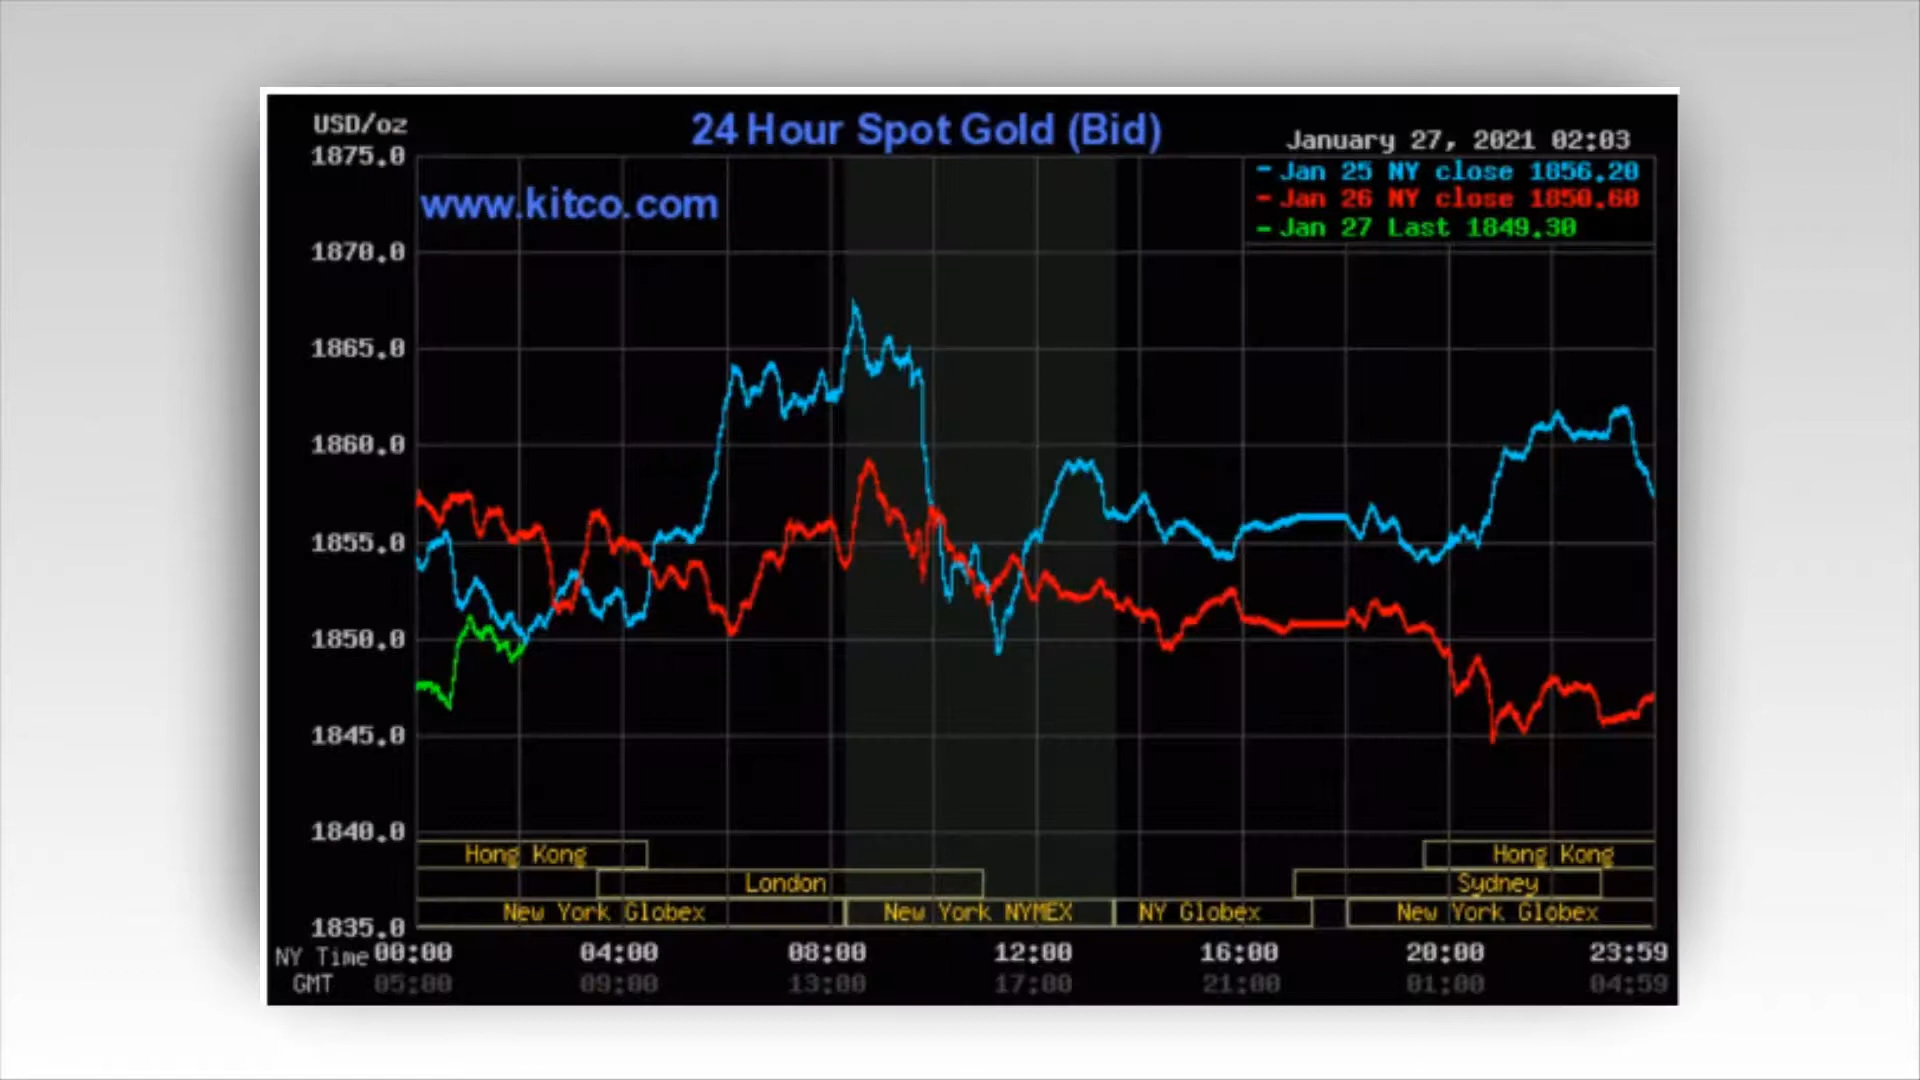 USD/oz
24 Hour Spot Gold (Bid)
January 27, 2021 02:03
1875.0
Jan 25 NY close 1856.20
www.kitco.com
Jan 26 NY close 1850.60
Jan 27 Last 1849.30
1870.0
1865.0
1860.0
1855.0
1850.0
1845.0
1840.0
Hong Kong Hong Kong
London Sydney
New York Globex New York NYMEX NY Globex New York Globex
1835.0
NY Time 00:00 04:00 08:00 12:00 16:00 20:00 23:59
GMT 05:00 09:00 13:00 17:00 21:00 01:00 04:59